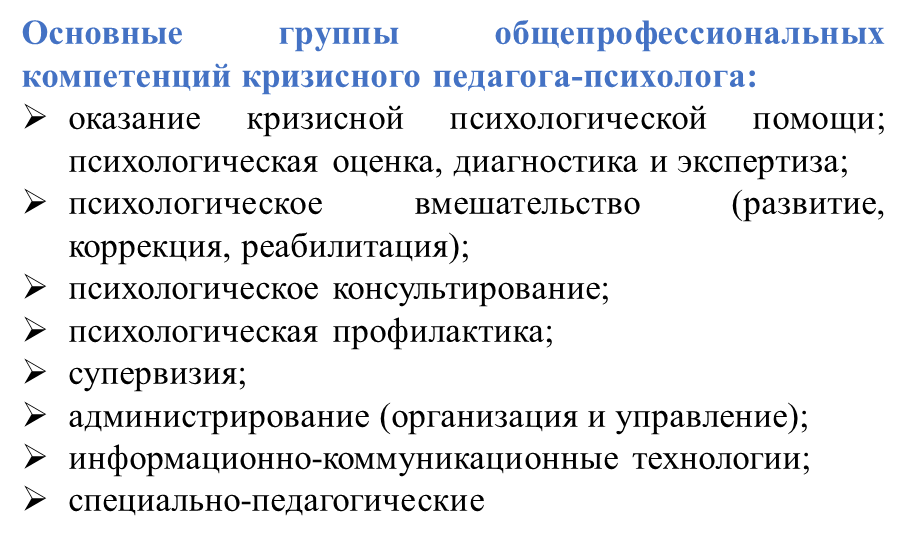 Основные группы общепрофессиональных
компетенций кризисного педагога-психолога:
➢ оказание кризисной психологической помощи;
психологическая оценка, диагностика и экспертиза;
➢ психологическое вмешательство (развитие,
коррекция, реабилитация);
➢ психологическое консультирование;
➢ психологическая профилактика;
➢ супервизия;
➢ администрирование (организация и управление);
➢ информационно-коммуникационные технологии;
➢ специально-педагогические